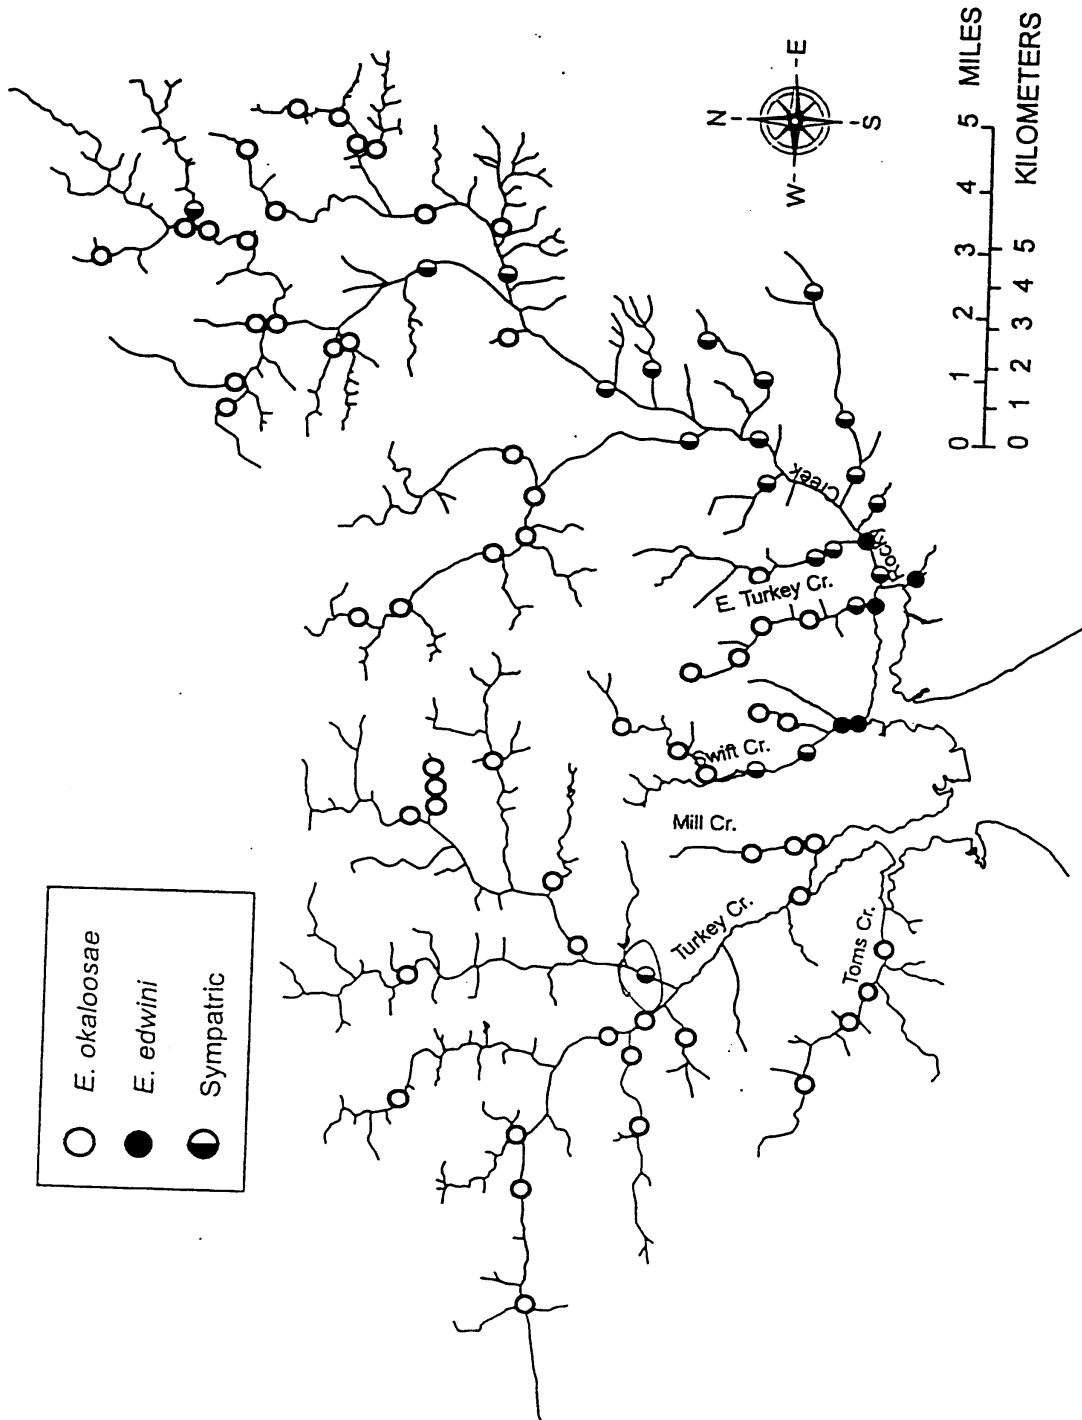 E. okaloosae
E. edwini
Sympatric
N
W
E
S
0 1 2 3 4 5 MILES
0 1 2 3 4 5 KILOMETERS
Rocky
Creek
E. Turkey Cr.
Swift Cr.
Mill Cr.
Turkey Cr.
Toms Cr.